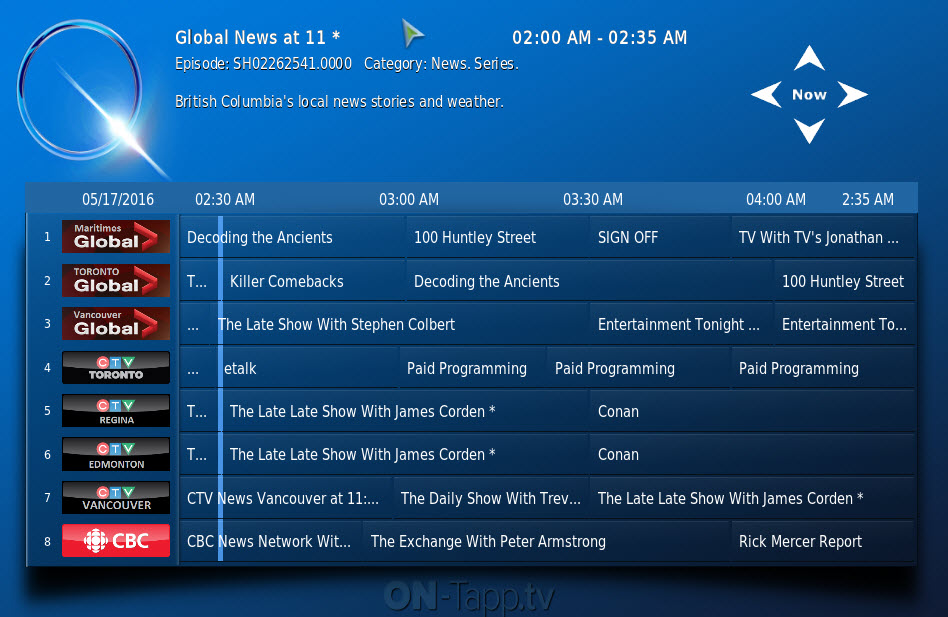 Global News at 11 * 02:00 AM - 02:35 AM
Episode: SH02262541.0000 Category: News. Series.
Now
British Columbia's local news stories and weather.
05/17/2016 02:30 AM 03:00 AM 03:30 AM 04:00 AM 2:35 AM
1 Maritimes Global Decoding the Ancients 100 Huntley Street SIGN OFF TV With TV's Jonathan ...
2 TORONTO Global T... Killer Comebacks Decoding the Ancients 100 Huntley Street
3 Vancouver Global ... The Late Show With Stephen Colbert Entertainment Tonight ... Entertainment To...
4 CTV TORONTO ... etalk Paid Programming Paid Programming Paid Programming
5 CTV REGINA T... The Late Late Show With James Corden * Conan
6 CTV EDMONTON T... The Late Late Show With James Corden * Conan
7 CTV VANCOUVER CTV News Vancouver at 11:... The Daily Show With Trev... The Late Late Show With James Corden *
8 CBC CBC News Network Wit... The Exchange With Peter Armstrong Rick Mercer Report
ON-Tapp.tv